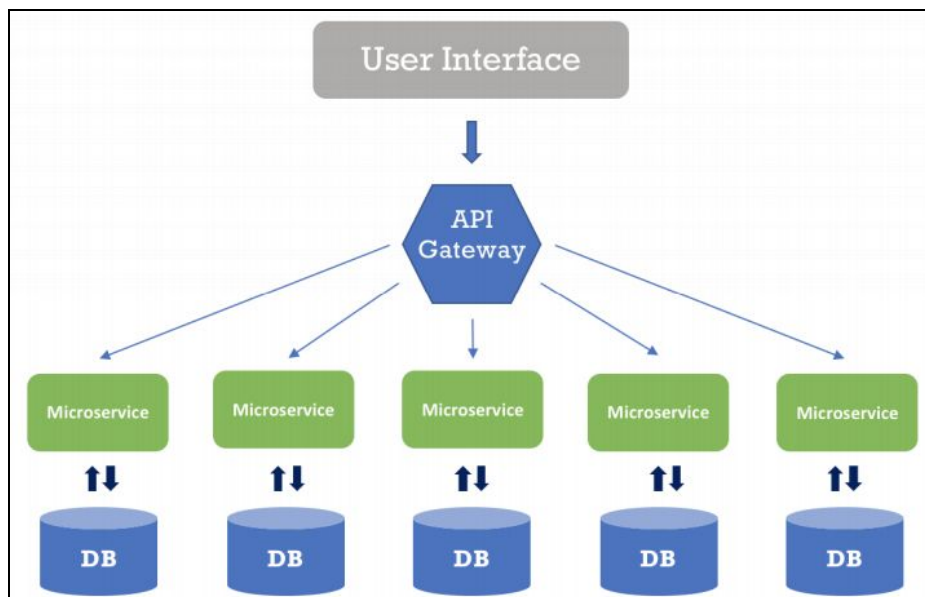 User Interface
API
Gateway
Microservice
Microservice
Microservice
Microservice
Microservice
DB
DB
DB
DB
DB